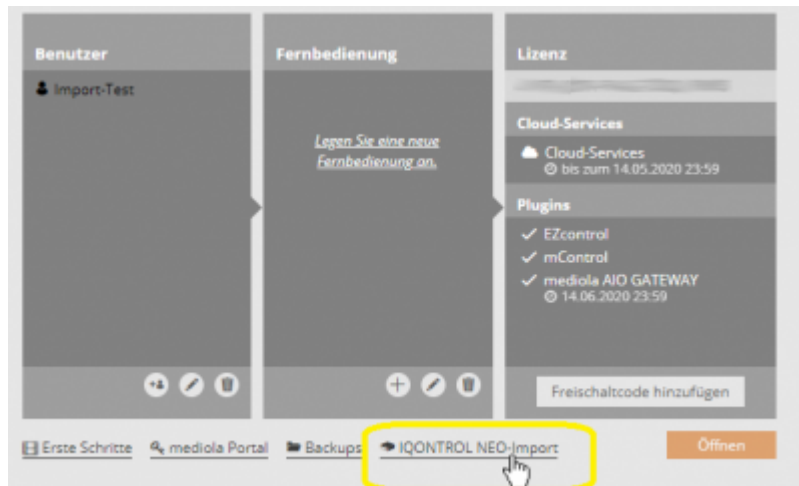 Benutzer
Import-Test
Fernbedienung
Legen Sie eine neue
Fernbedienung an.
Lizenz
Cloud-Services
Cloud-Services
bis zum 14.05.2020 23:59
Plugins
EZcontrol
mControl
mediola AIO GATEWAY
14.06.2020 23:59
Freischaltcode hinzufügen
Erste Schritte
mediola Portal
Backups
IQONTROL NEO-Import
Öffnen